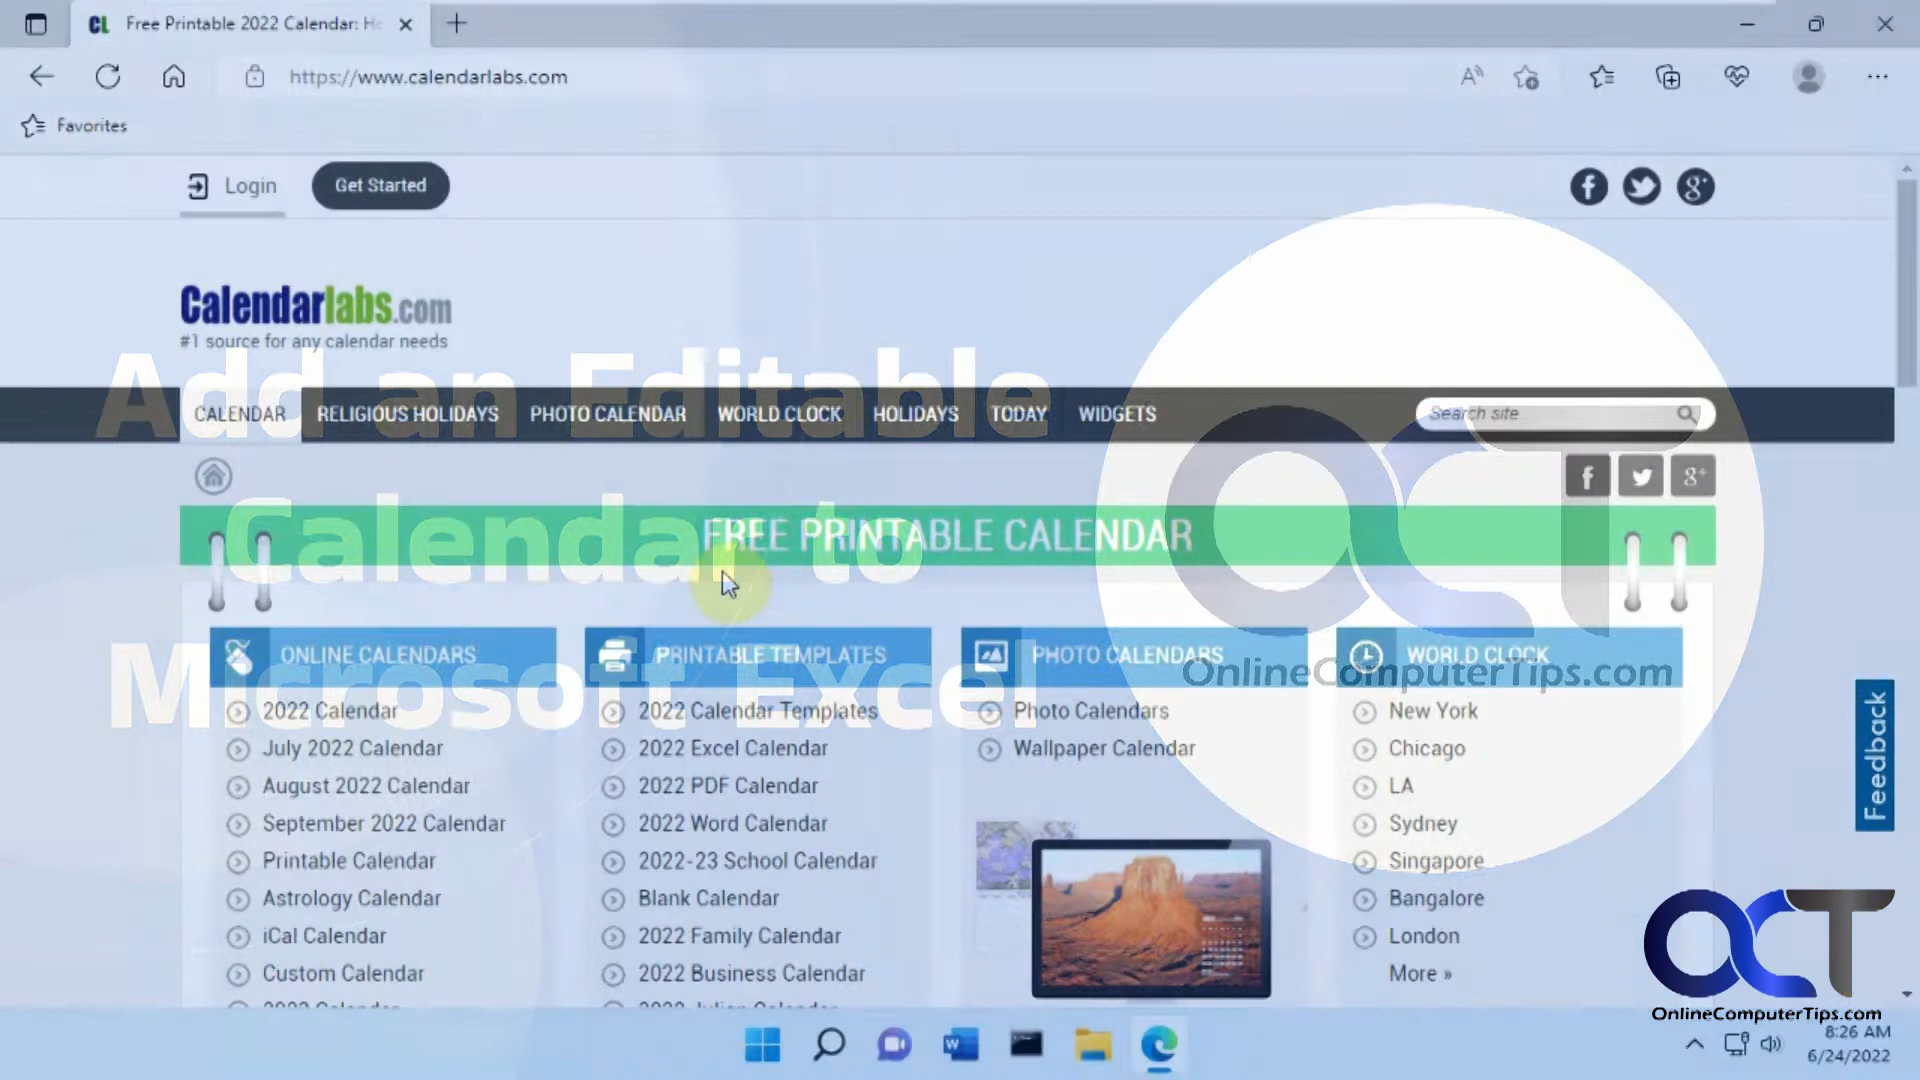 Free Printable 2022 Calendar: H
https://www.calendarlabs.com
Favorites
Login
Get Started
Calendarlabs.com
#1 source for any calendar needs
Add an Editable
Calendar to
Microsoft Excel
CALENDAR
RELIGIOUS HOLIDAYS
PHOTO CALENDAR
WORLD CLOCK
HOLIDAYS
TODAY
WIDGETS
Search site...
FREE PRINTABLE CALENDAR
OCT
OnlineComputerTips.com
ONLINE CALENDARS
2022 Calendar
July 2022 Calendar
August 2022 Calendar
September 2022 Calendar
Printable Calendar
Astrology Calendar
iCal Calendar
Custom Calendar
PRINTABLE TEMPLATES
2022 Calendar Templates
2022 Excel Calendar
2022 PDF Calendar
2022 Word Calendar
2022-23 School Calendar
Blank Calendar
2022 Family Calendar
2022 Business Calendar
PHOTO CALENDARS
Photo Calendars
Wallpaper Calendar
WORLD CLOCK
New York
Chicago
LA
Sydney
Singapore
Bangalore
London
More »
Feedback
OCT
OnlineComputerTips.com
8:26 AM
6/24/2022